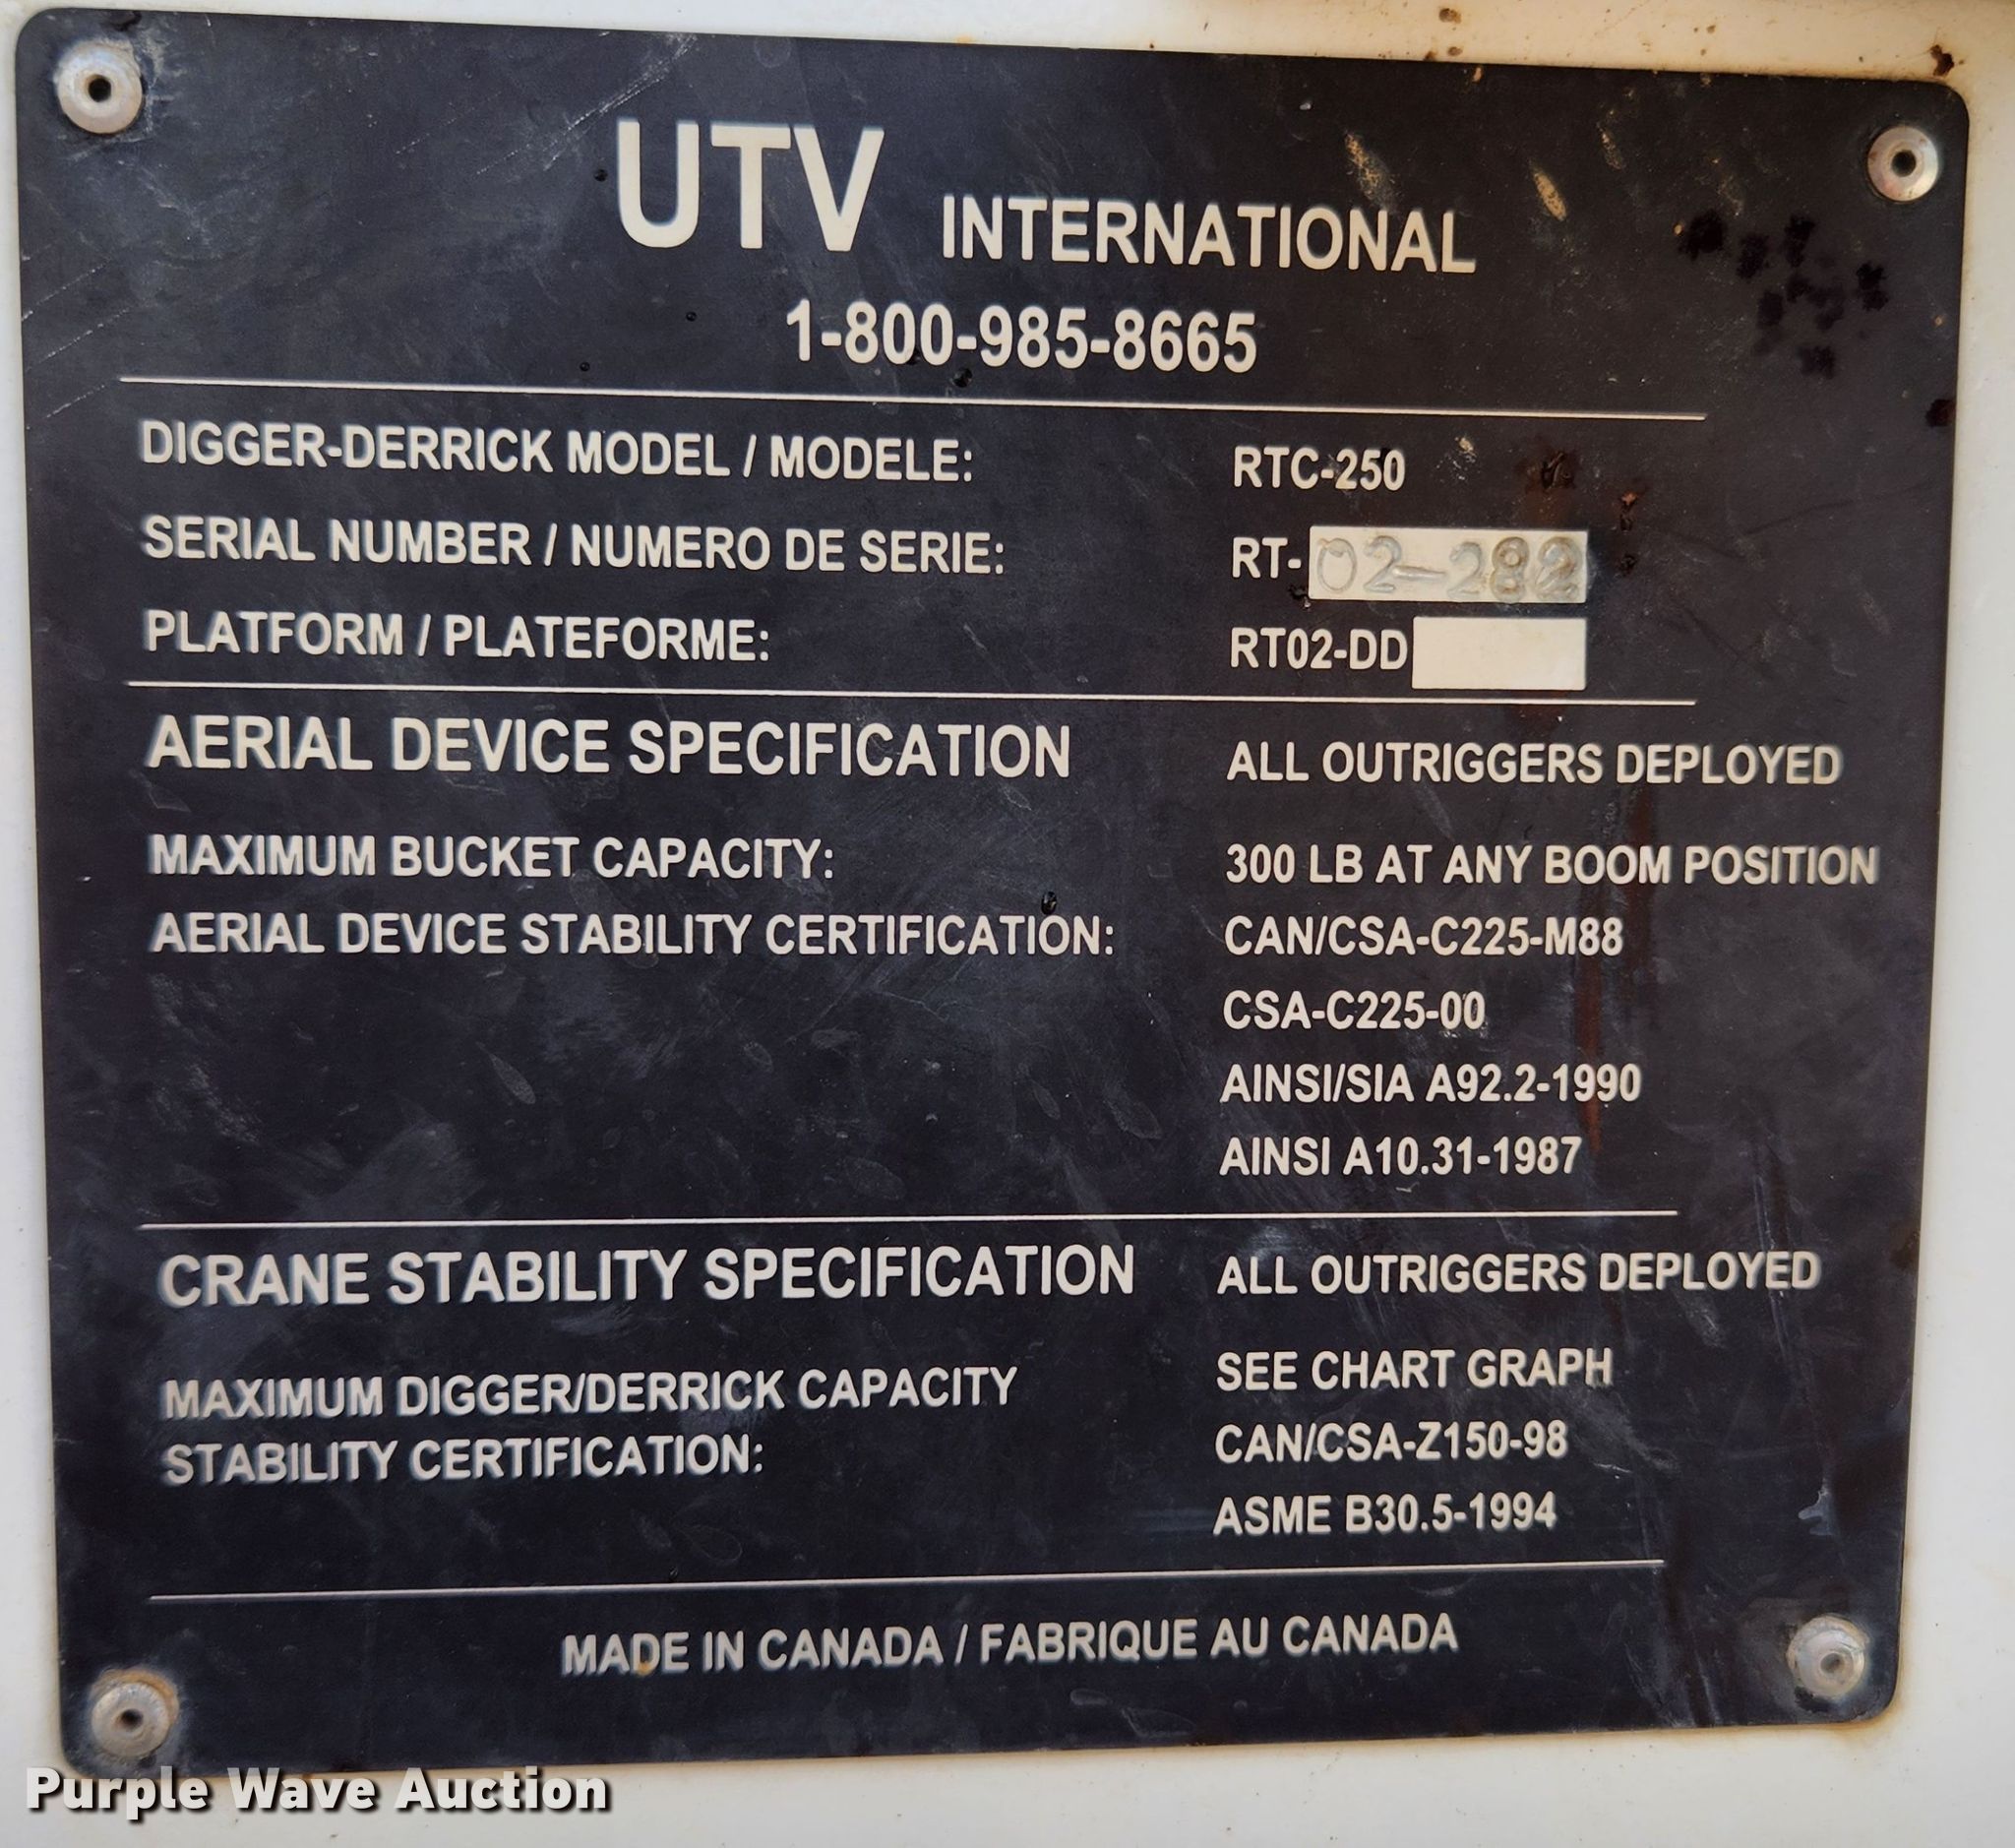 UTV INTERNATIONAL
1-800-985-8665
DIGGER-DERRICK MODEL / MODELE: RTC-250
SERIAL NUMBER / NUMERO DE SERIE: RT-02-282
PLATFORM / PLATEFORME: RT02-DD
AERIAL DEVICE SPECIFICATION ALL OUTRIGGERS DEPLOYED
MAXIMUM BUCKET CAPACITY: 300 LB AT ANY BOOM POSITION
AERIAL DEVICE STABILITY CERTIFICATION: CAN/CSA-C225-M88
CSA-C225-00
AINSI/SIA A92.2-1990
AINSI A10.31-1987
CRANE STABILITY SPECIFICATION ALL OUTRIGGERS DEPLOYED
MAXIMUM DIGGER/DERRICK CAPACITY SEE CHART GRAPH
STABILITY CERTIFICATION: CAN/CSA-Z150-98
ASME B30.5-1994
MADE IN CANADA / FABRIQUE AU CANADA
Purple Wave Auction